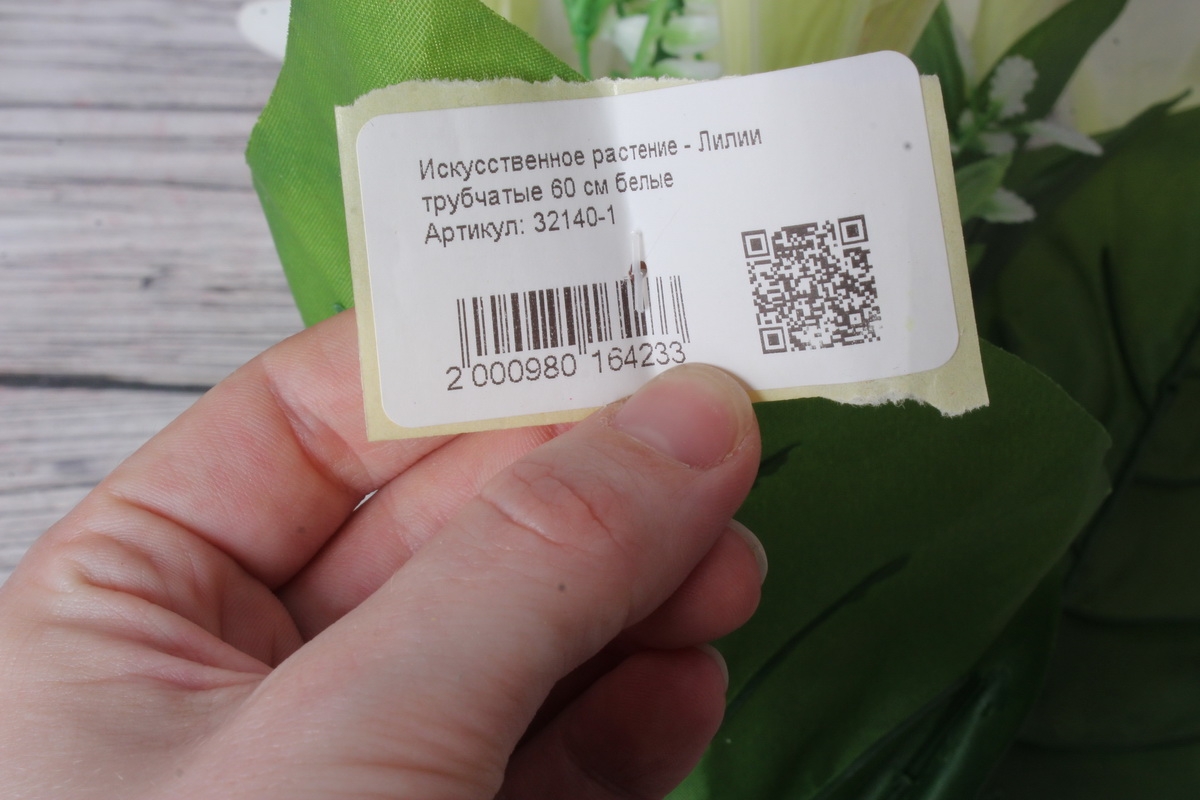 Искусственное растение - Лилии
трубчатые 60 см белые
Артикул: 32140-1
2 000980 164233